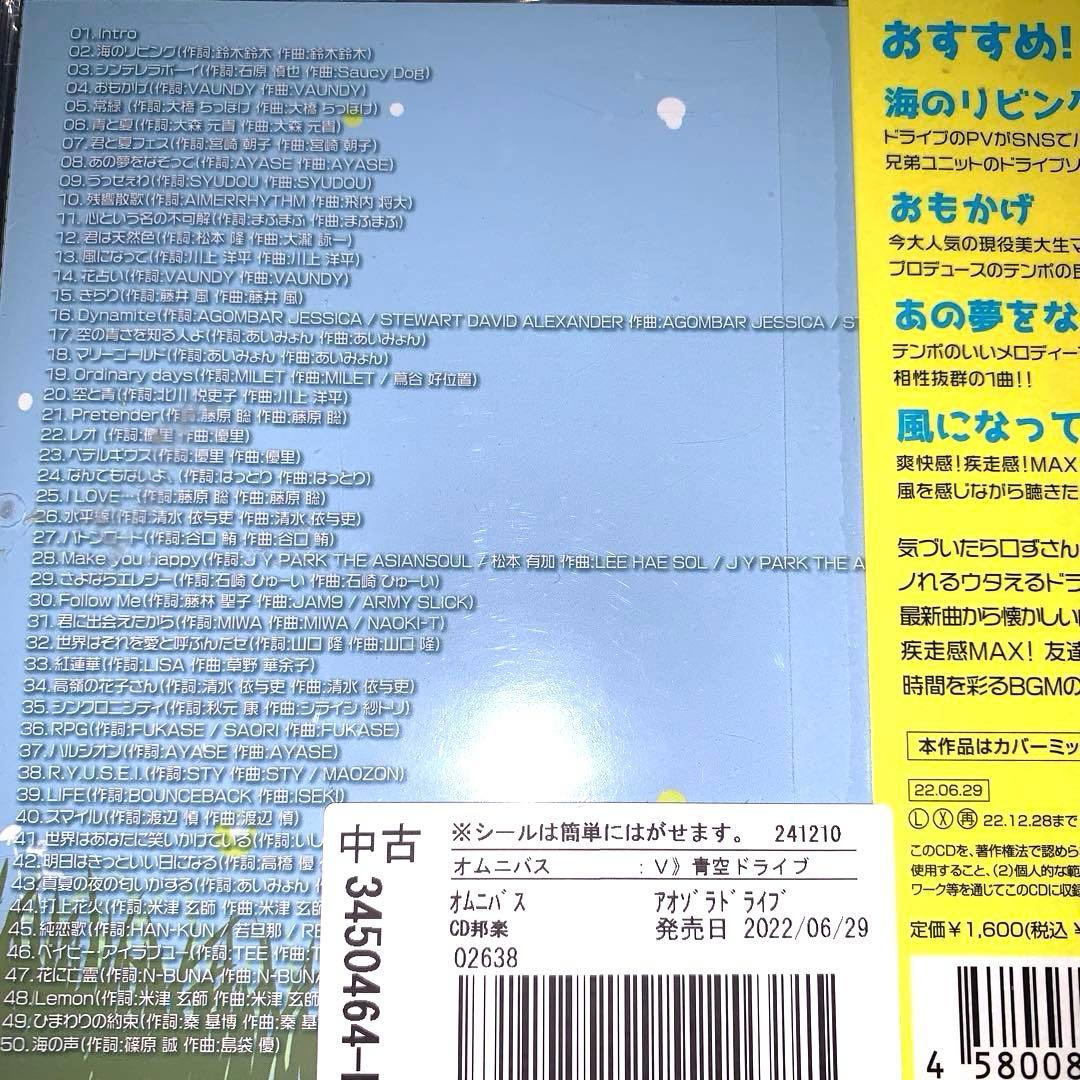 01.Intro
02.海のリビング(作詞:鈴木鈴木 作曲:鈴木鈴木)
03.シンデレラボーイ(作詞:石原 慎也 作曲:Saucy Dog)
04.おもかげ(作詞:VAUNDY 作曲:VAUNDY)
05.常緑 (作詞:大橋 ちっぽけ 作曲:大橋 ちっぽけ)
06.青と夏(作詞:大森 元貴 作曲:大森 元貴)
07.君と夏フェス(作詞:宮崎 朝子 作曲:宮崎 朝子)
08.あの夢をなぞって(作詞:AYASE 作曲:AYASE)
09.うっせぇわ(作詞:SYUDOU 作曲:SYUDOU)
10.残響散歌(作詞:AIMERRHYTHM 作曲:飛内 将大)
11.心という名の不可解(作詞:まふまふ 作曲:まふまふ)
12.君は天然色(作詞:松本 隆 作曲:大瀧 詠一)
13.風になって(作詞:川上 洋平 作曲:川上 洋平)
14.花占い(作詞:VAUNDY 作曲:VAUNDY)
15.きらり(作詞:藤井 風 作曲:藤井 風)
16.Dynamite(作詞:AGOMBAR JESSICA / STEWART DAVID ALEXANDER 作曲:AGOMBAR JESSICA / ST
17.空の青さを知る人よ(作詞:あいみょん 作曲:あいみょん)
18.マリーゴールド(作詞:あいみょん 作曲:あいみょん)
19.Ordinary days(作詞:MILET 作曲:MILET / 蔦谷 好位置)
20.空と青(作詞:北川 悦吏子 作曲:川上 洋平)
21.Pretender(作詞:藤原 聡 作曲:藤原 聡)
22.レオ (作詞:優里 作曲:優里)
23.ベテルギウス(作詞:優里 作曲:優里)
24.なんでもないよ、(作詞:はっとり 作曲:はっとり)
25.I LOVE…(作詞:藤原 聡 作曲:藤原 聡)
26.水平線(作詞:清水 依与吏 作曲:清水 依与吏)
27.バトンロード(作詞:谷口 鮪 作曲:谷口 鮪)
28.Make you happy(作詞:J Y PARK THE ASIANSOUL / 松本 有加 作曲:LEE HAE SOL / J Y PARK THE A
29.さよならエレジー(作詞:石崎 ひゅーい 作曲:石崎 ひゅーい)
30.Follow Me(作詞:藤林 聖子 作曲:JAM9 / ARMY SLICK)
31.君に出会えたから(作詞:MIWA 作曲:MIWA / NAOKI-T)
32.世界はそれを愛と呼ぶんだぜ(作詞:山口 隆 作曲:山口 隆)
33.紅蓮華(作詞:LISA 作曲:草野 華余子)
34.高嶺の花子さん(作詞:清水 依与吏 作曲:清水 依与吏)
35.シンクロニシティ(作詞:秋元 康 作曲:シライシ 紗トリ)
36.RPG(作詞:FUKASE / SAORI 作曲:FUKASE)
37.ハルジオン(作詞:AYASE 作曲:AYASE)
38.R.Y.U.S.E.I.(作詞:STY 作曲:STY / MAOZON)
39.LIFE(作詞:BOUNCEBACK 作曲:ISEKI)
40.スマイル(作詞:渡辺 慎 作曲:渡辺 慎)
41.世界はあなたに笑いかけている(作詞:いし
42.明日はきっといい日になる(作詞:高橋 優
43.真夏の夜の匂いがする(作詞:あいみょん
44.打上花火(作詞:米津 玄師 作曲:米津 玄師
45.純恋歌(作詞:HAN-KUN / 若旦那 / RE
46.ベイビー・アイラブユー(作詞:TEE 作曲:T
47.花に亡霊(作詞:N-BUNA 作曲:N-BUNA
48.Lemon(作詞:米津 玄師 作曲:米津 玄師
49.ひまわりの約束(作詞:秦 基博 作曲:秦 基
50.海の声(作詞:篠原 誠 作曲:島袋 優)
おすすめ!
海のリビング
ドライブのPVがSNSで
兄弟ユニットのドライブソ
おもかげ
今大人気の現役美大生マ
プロデュースのテンポの良
あの夢をな
テンポのいいメロディー
相性抜群の1曲!!
風になって
爽快感!疾走感!MAX
風を感じながら聴きた
気づいたら口ずさん
ノれるウタえるドラ
最新曲から懐かしい
疾走感MAX! 友達
時間を彩るBGMの
本作品はカバーミッ
22.06.29
Ⓛ Ⓧ 再 22.12.28まで
このCDを、著作権法で認められ
使用すること、(2)個人的な範
ワーク等を通じてこのCDに収録
定価¥1,600(税込 ¥
4 58008
中古 3450464-
※シールは簡単にはがせます。 241210
オムニバス :V》青空ドライブ
オムニバス アオゾラドライブ
CD邦楽 発売日 2022/06/29
02638